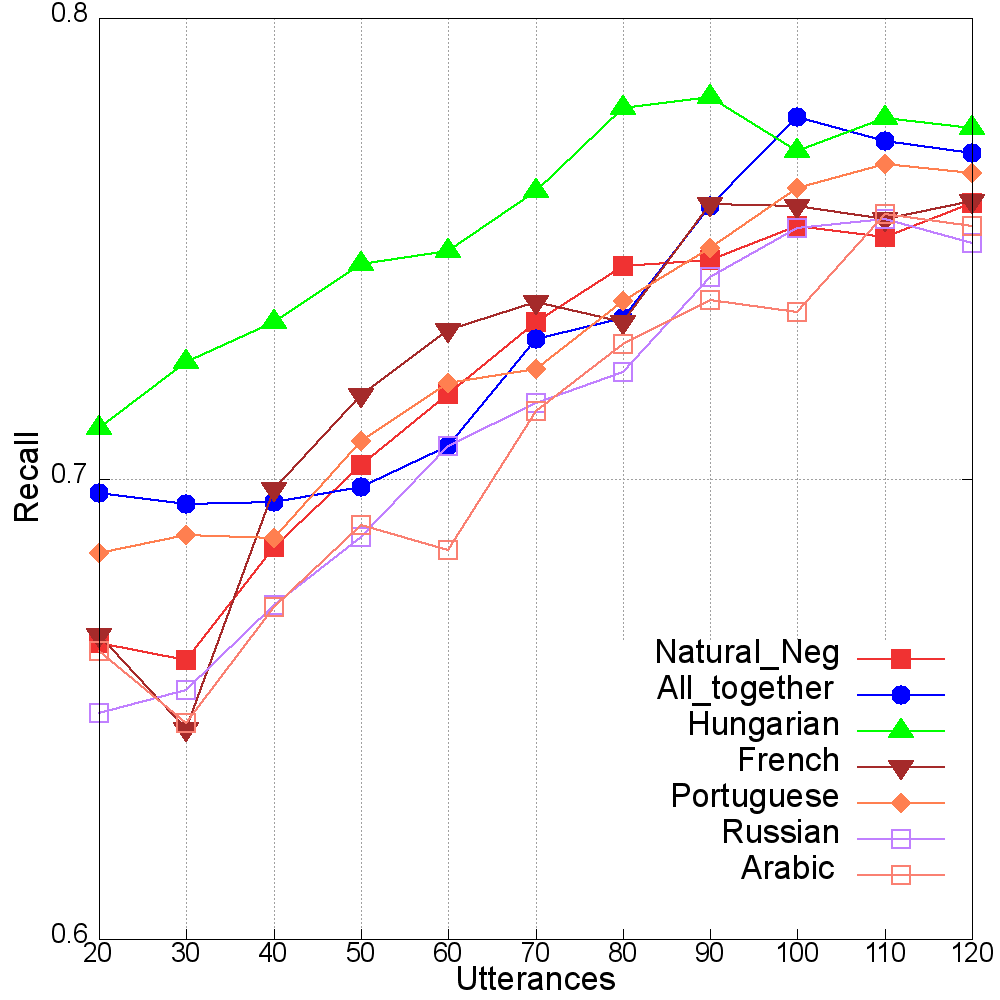 0.8
0.7
0.6
Recall
20 30 40 50 60 70 80 90 100 110 120
Utterances
Natural_Neg
All_together
Hungarian
French
Portuguese
Russian
Arabic